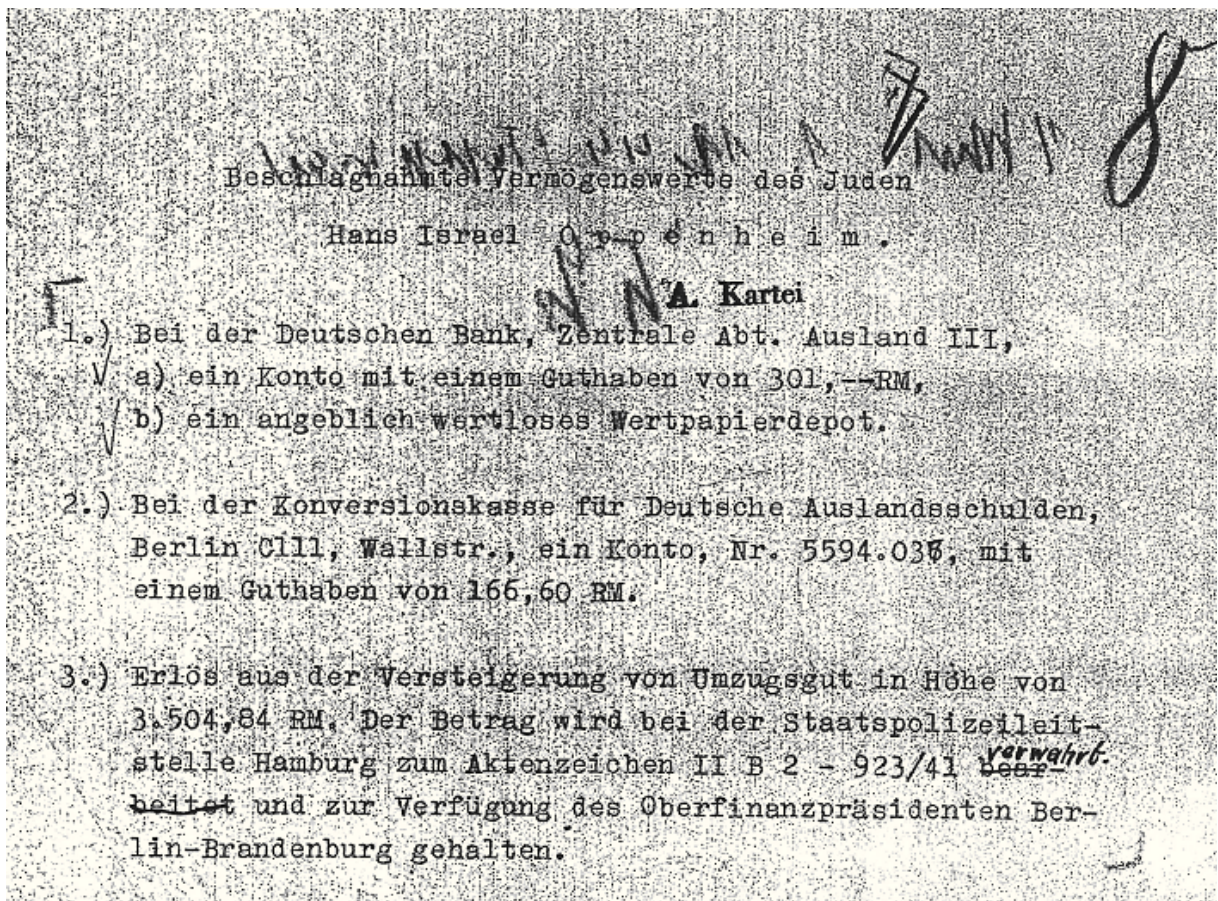 8
Beschlagnahmte Vermögenswerte des Juden
Hans Israel O p p e n h e i m .
A. Kartei
1.) Bei der Deutschen Bank, Zentrale Abt. Ausland III,
a) ein Konto mit einem Guthaben von 301,--RM,
b) ein angeblich wertloses Wertpapierdepot.
2.) Bei der Konversionskasse für Deutsche Auslandsschulden,
Berlin C111, Wallstr., ein Konto, Nr. 5594.038, mit
einem Guthaben von 166,60 RM.
3.) Erlös aus der Versteigerung von Umzugsgut in Höhe von
3.504,84 RM. Der Betrag wird bei der Staatspolizeileit-
stelle Hamburg zum Aktenzeichen II B 2 - 923/41 bear- verwahrt.
beitet und zur Verfügung des Oberfinanzpräsidenten Ber-
lin-Brandenburg gehalten.